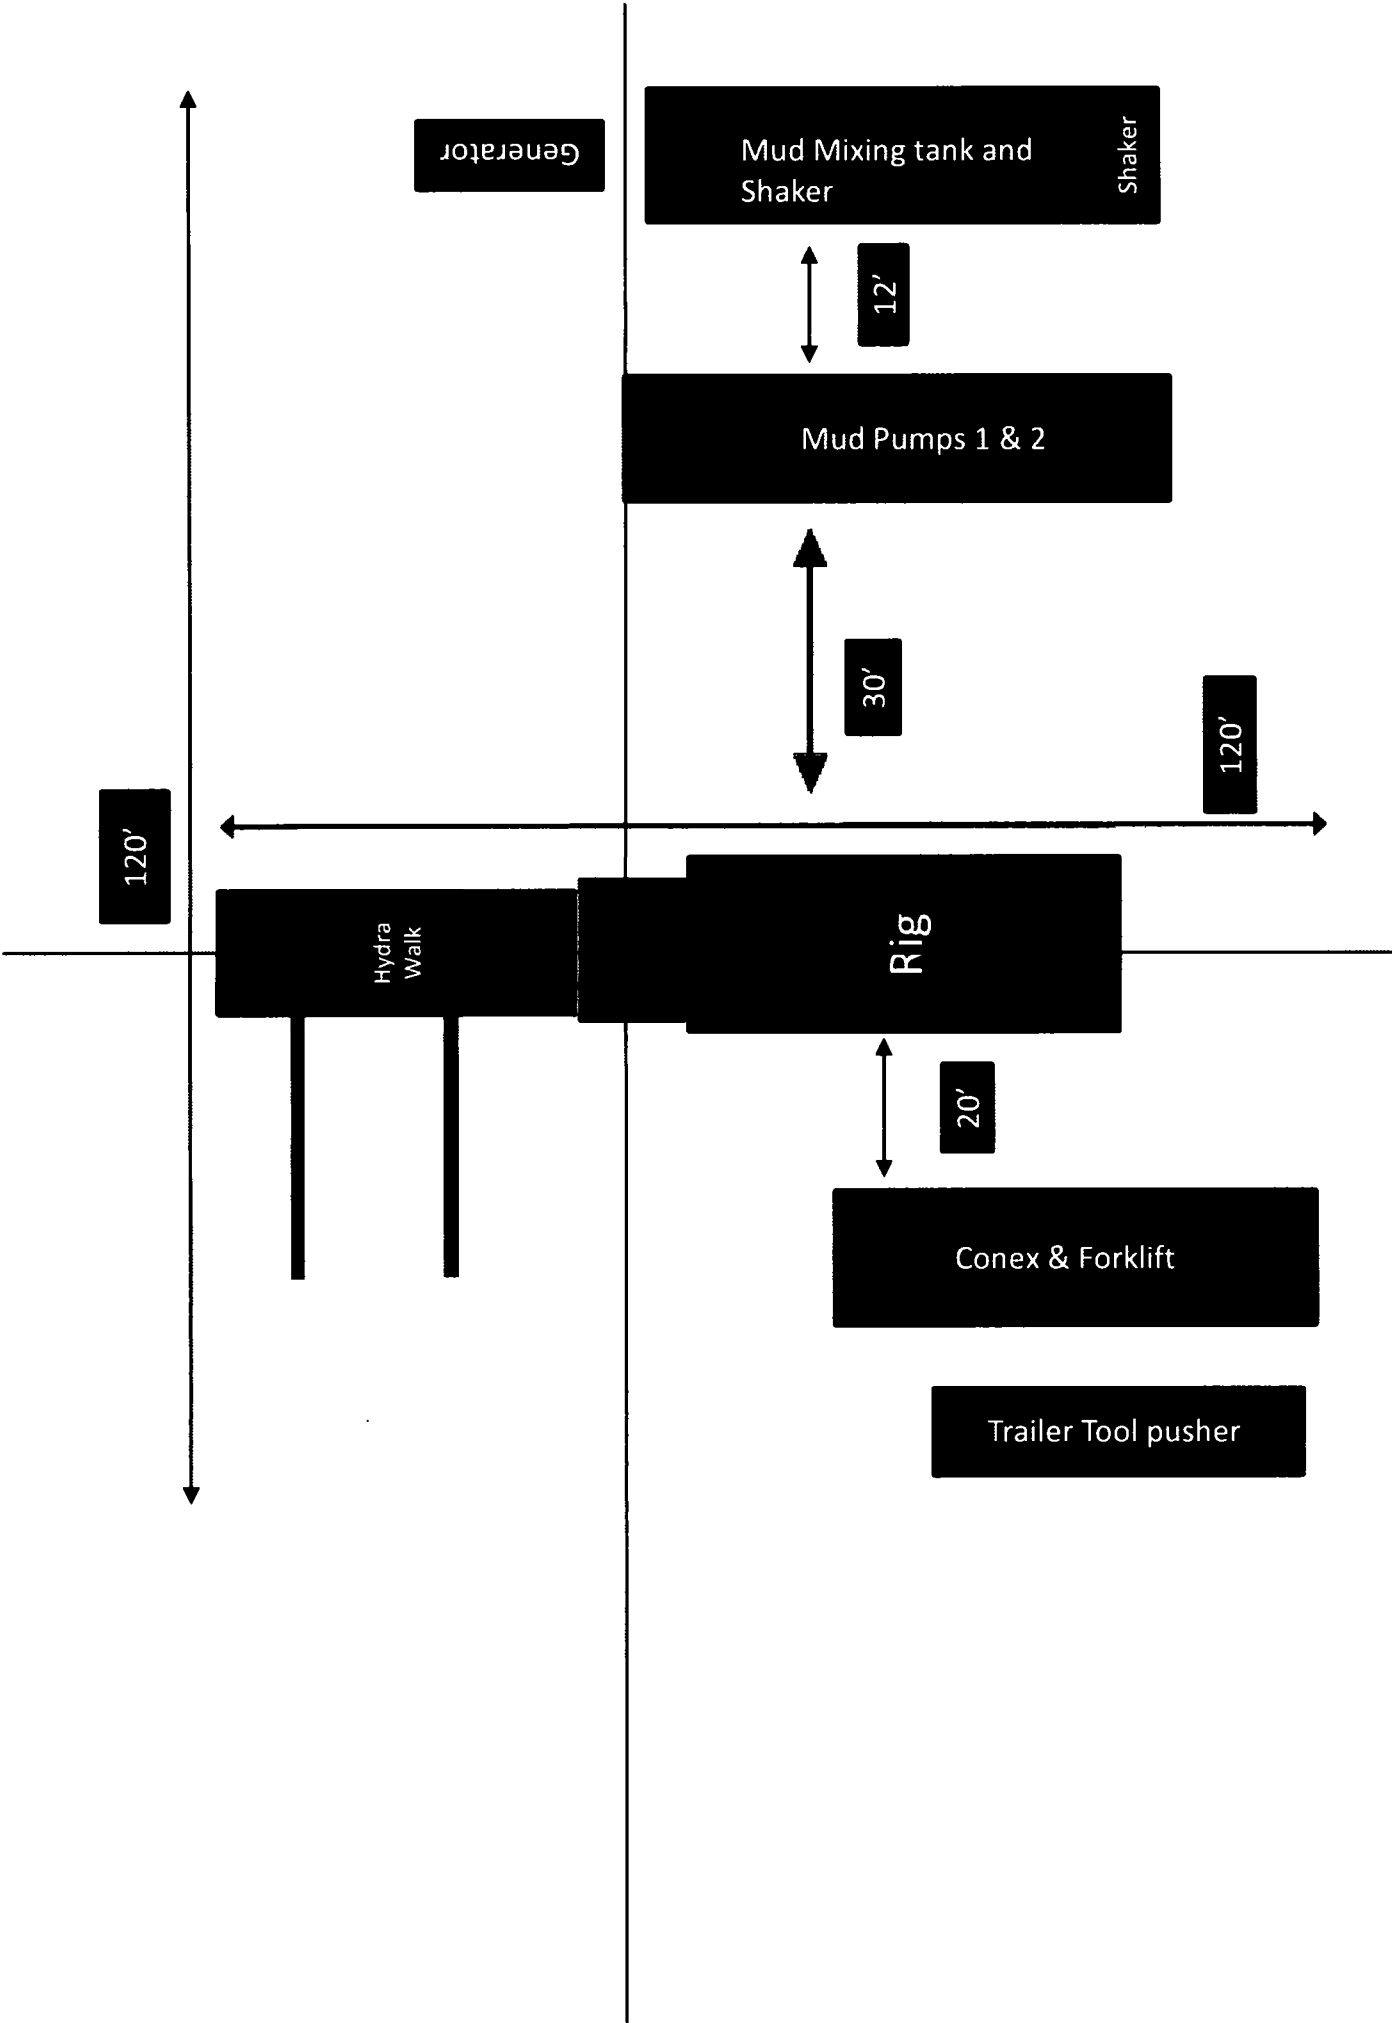 Generator
Mud Mixing tank and
Shaker
Shaker
12'
Mud Pumps 1 & 2
30'
120'
120'
Hydra
Walk
Rig
20'
Conex & Forklift
Trailer Tool pusher